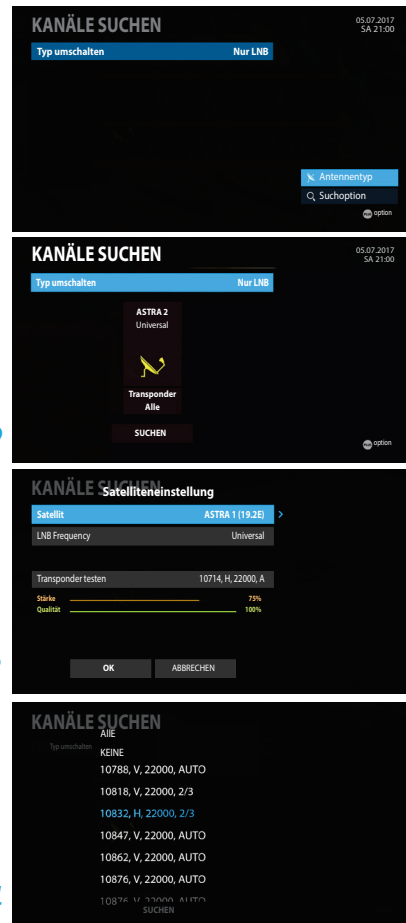 KANÄLE SUCHEN
05.07.2017
SA 21:00
Typ umschalten Nur LNB
Antennentyp
Suchoption
option
KANÄLE SUCHEN
05.07.2017
SA 21:00
Typ umschalten Nur LNB
ASTRA 2
Universal
Transponder
Alle
SUCHEN
option
KANÄLE SUCHEN
Satelliteneinstellung
Satellit ASTRA 1 (19.2E)
LNB Frequency Universal
Transponder testen 10714, H, 22000, A
Stärke 75%
Qualität 100%
OK ABBRECHEN
KANÄLE SUCHEN
Typ umschalten
AllE
KEINE
10788, V, 22000, AUTO
10818, V, 22000, 2/3
10832, H, 22000, 2/3
10847, V, 22000, AUTO
10862, V, 22000, AUTO
10876, V, 22000, AUTO
10876 V, 22000, AUTO
SUCHEN